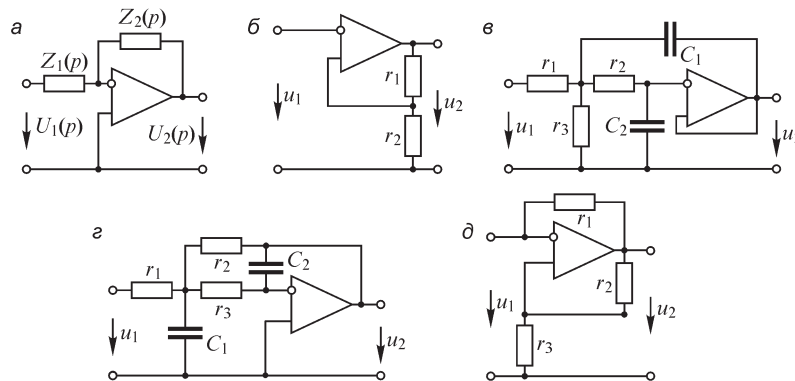 а
Z₂(p)
Z₁(p)
U₁(p)
U₂(p)
б
r₁
u₁
u₂
r₂
в
C₁
r₁
r₂
r₃
C₂
u₁
u
г
r₁
r₂
C₂
r₃
C₁
u₁
u₂
д
r₁
r₂
u₁
u₂
r₃